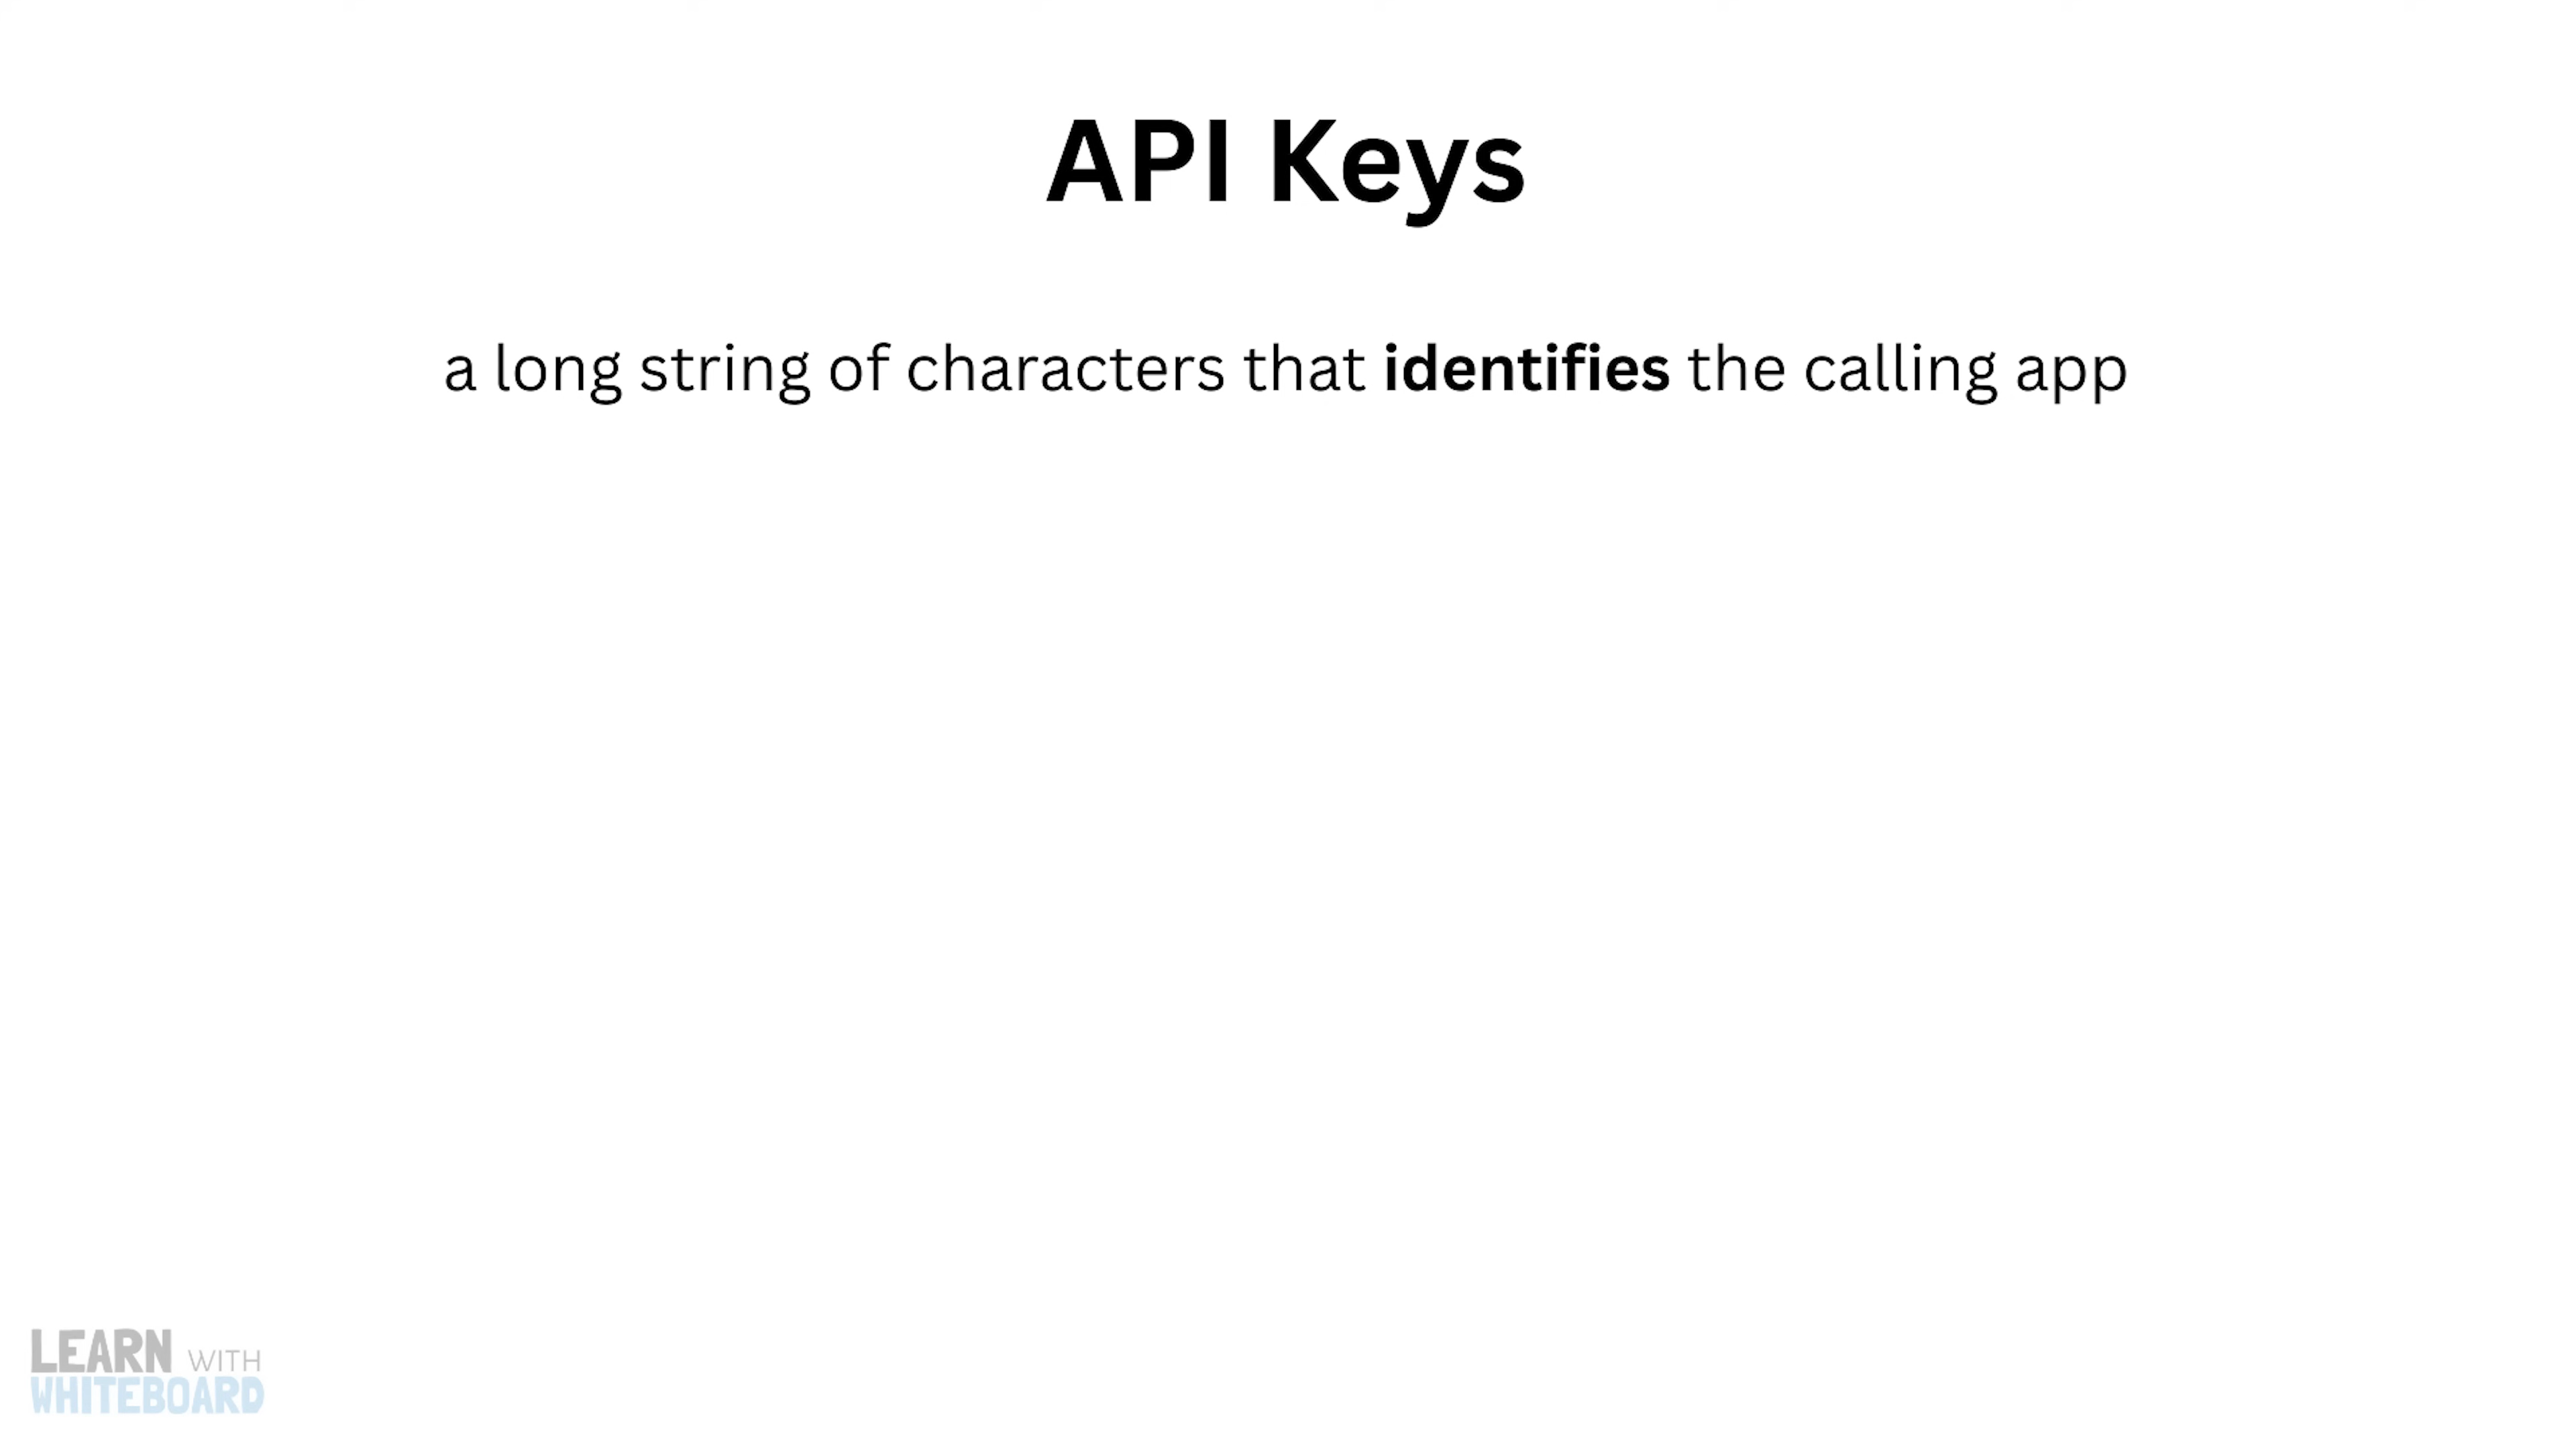 API Keys
a long string of characters that identifies the calling app
LEARN WITH
WHITEBOARD